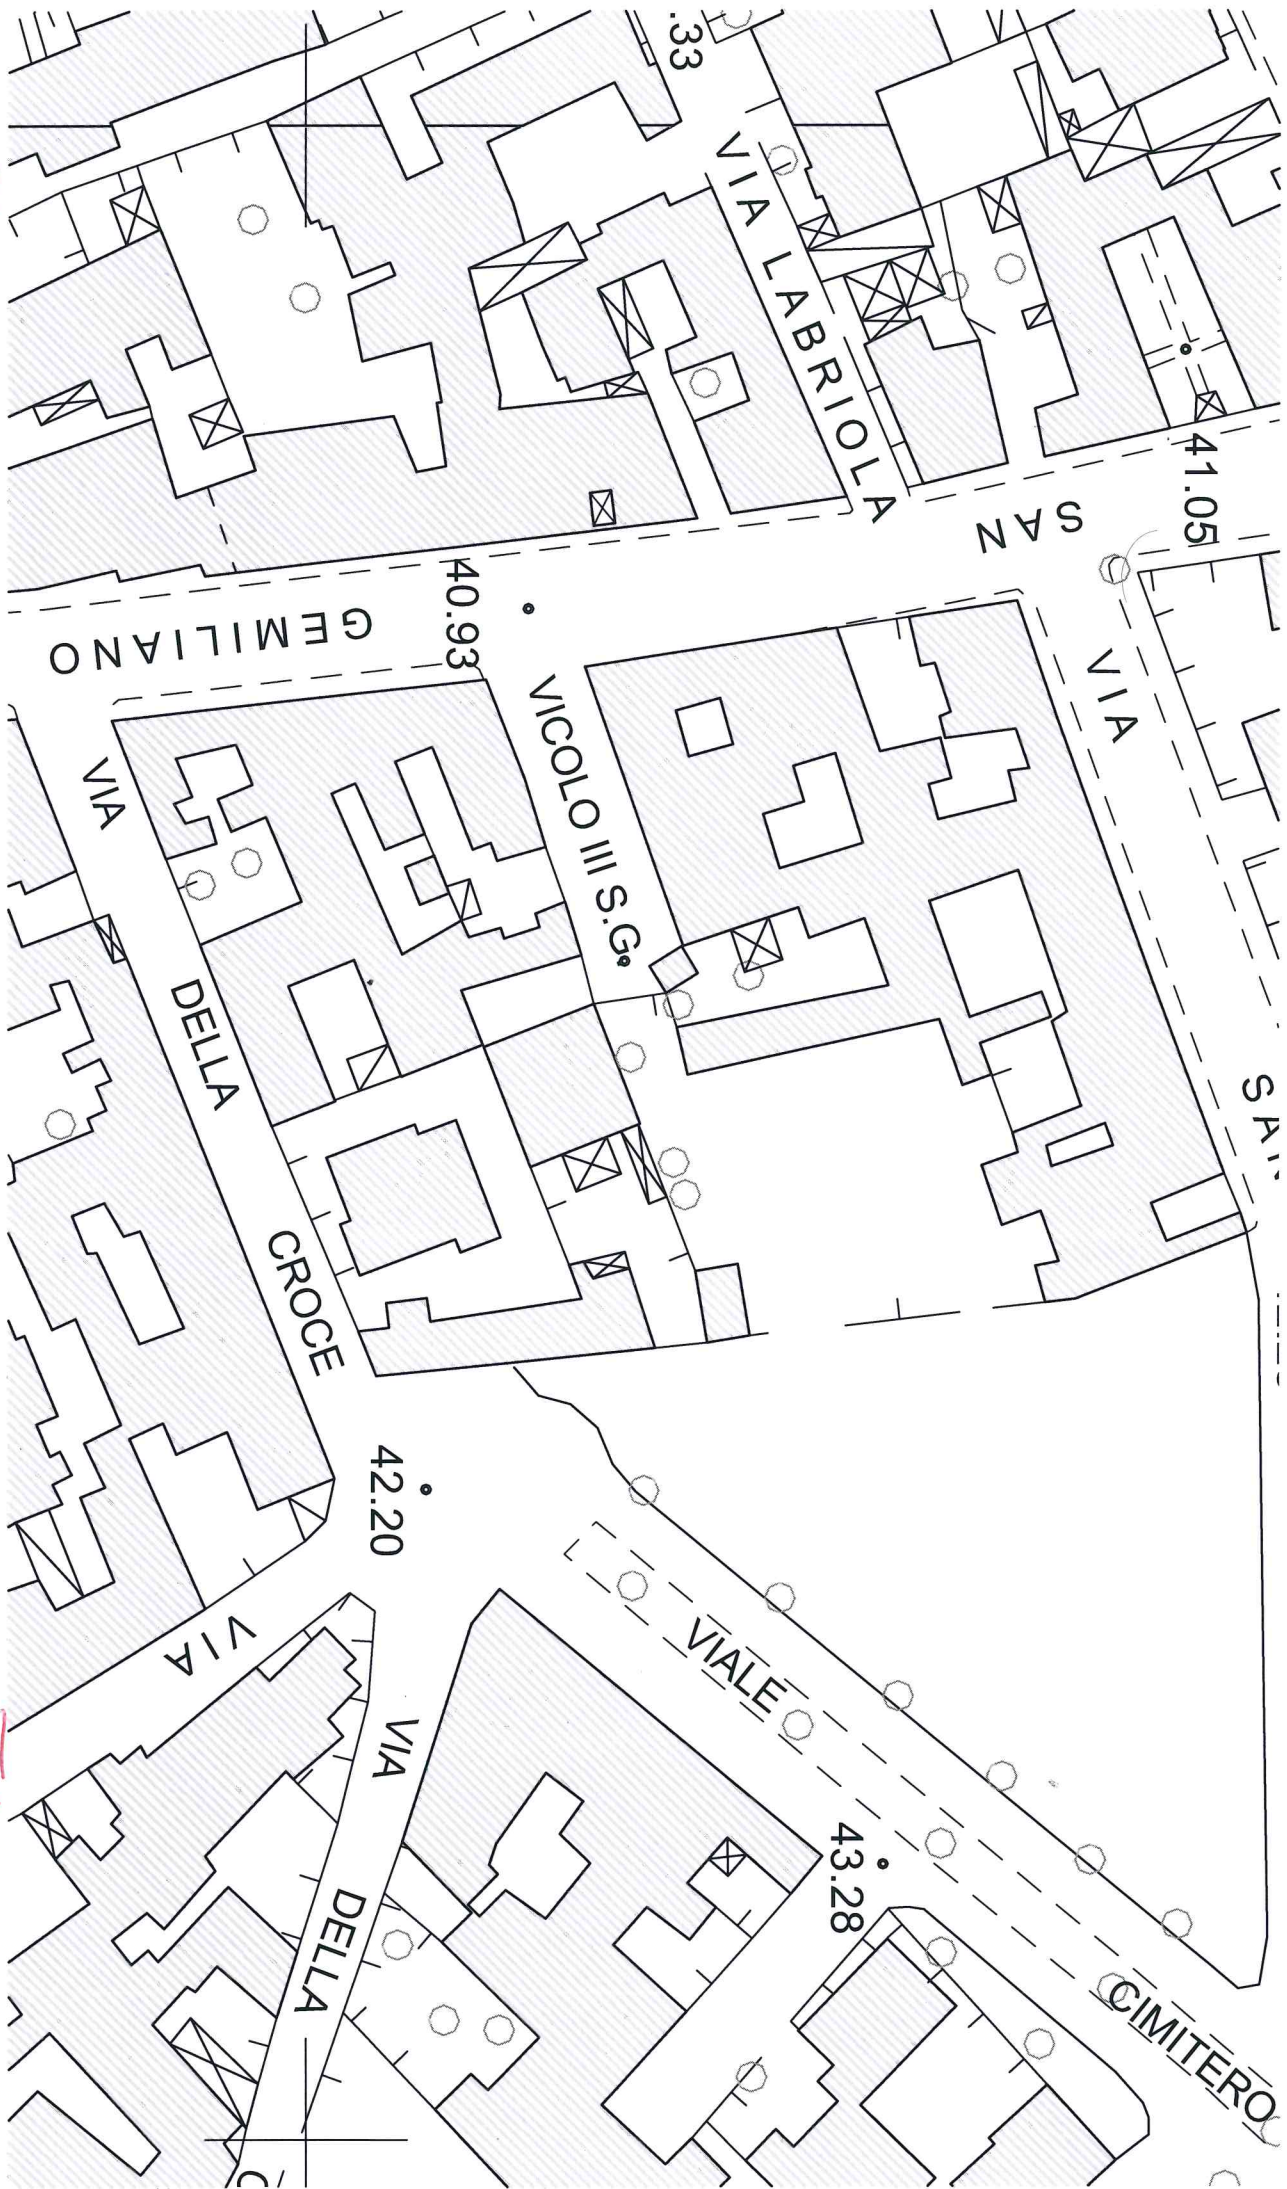 .33
VIA LABRIOLA
41.05
SAN
GEMILIANO
40.93
VICOLO III S.G.
VIA
SAN
VIA
DELLA
CROCE
42.20
VIALE
CIMITERO
VIA
VIA
DELLA
43.28